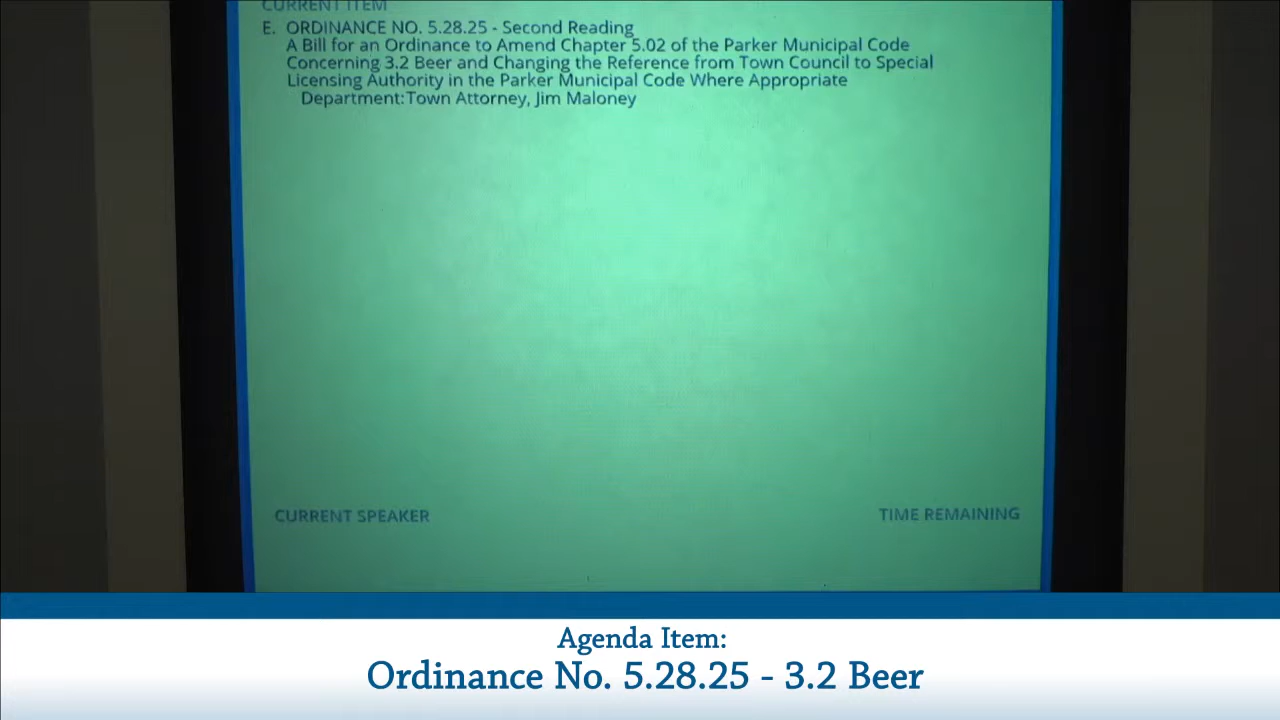 CURRENT ITEM
E. ORDINANCE NO. 5.28.25 - Second Reading
A Bill for an Ordinance to Amend Chapter 5.02 of the Parker Municipal Code
Concerning 3.2 Beer and Changing the Reference from Town Council to Special
Licensing Authority in the Parker Municipal Code Where Appropriate
Department:Town Attorney, Jim Maloney
CURRENT SPEAKER
TIME REMAINING
Agenda Item:
Ordinance No. 5.28.25 - 3.2 Beer